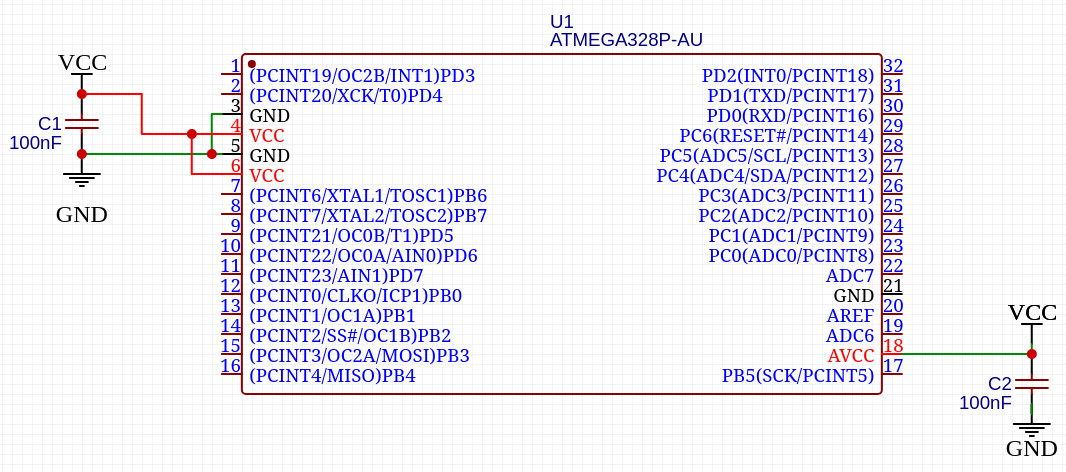 U1
ATMEGA328P-AU
VCC
C1
100nF
GND
1 (PCINT19/OC2B/INT1)PD3
2 (PCINT20/XCK/T0)PD4
3 GND
4 VCC
5 GND
6 VCC
7 (PCINT6/XTAL1/TOSC1)PB6
8 (PCINT7/XTAL2/TOSC2)PB7
9 (PCINT21/OC0B/T1)PD5
10 (PCINT22/OC0A/AIN0)PD6
11 (PCINT23/AIN1)PD7
12 (PCINT0/CLKO/ICP1)PB0
13 (PCINT1/OC1A)PB1
14 (PCINT2/SS#/OC1B)PB2
15 (PCINT3/OC2A/MOSI)PB3
16 (PCINT4/MISO)PB4
PD2(INT0/PCINT18) 32
PD1(TXD/PCINT17) 31
PD0(RXD/PCINT16) 30
PC6(RESET#/PCINT14) 29
PC5(ADC5/SCL/PCINT13) 28
PC4(ADC4/SDA/PCINT12) 27
PC3(ADC3/PCINT11) 26
PC2(ADC2/PCINT10) 25
PC1(ADC1/PCINT9) 24
PC0(ADC0/PCINT8) 23
ADC7 22
GND 21
AREF 20
ADC6 19
AVCC 18
PB5(SCK/PCINT5) 17
VCC
C2
100nF
GND